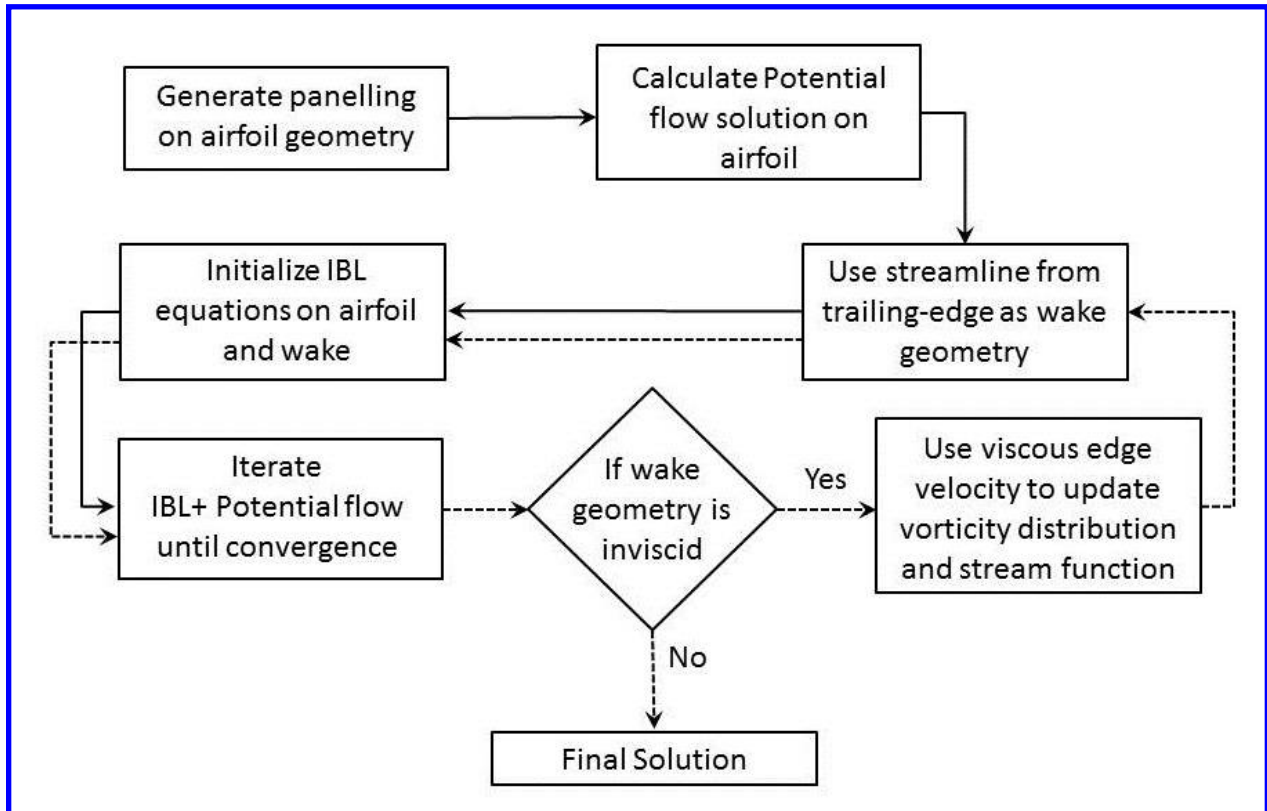 Generate panelling
on airfoil geometry
Calculate Potential
flow solution on
airfoil
Initialize IBL
equations on airfoil
and wake
Use streamline from
trailing-edge as wake
geometry
Iterate
IBL+ Potential flow
until convergence
If wake
geometry is
inviscid
Yes
Use viscous edge
velocity to update
vorticity distribution
and stream function
No
Final Solution